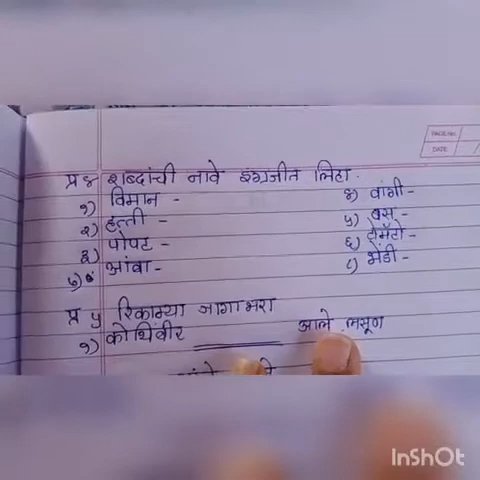 PAGE NO.
DATE
प्र ४ शब्दांची नावे इंग्रजीत लिहा.
१) विमान -
४) वांगी -
२) हत्ती -
५) बस -
३) पोपट -
६) टोमॅटो -
७) आंबा -
८) भेंडी -
प्र ५ रिकाम्या जागा भरा
१) कोथिंबीर ______ आले लसूण
InShOt